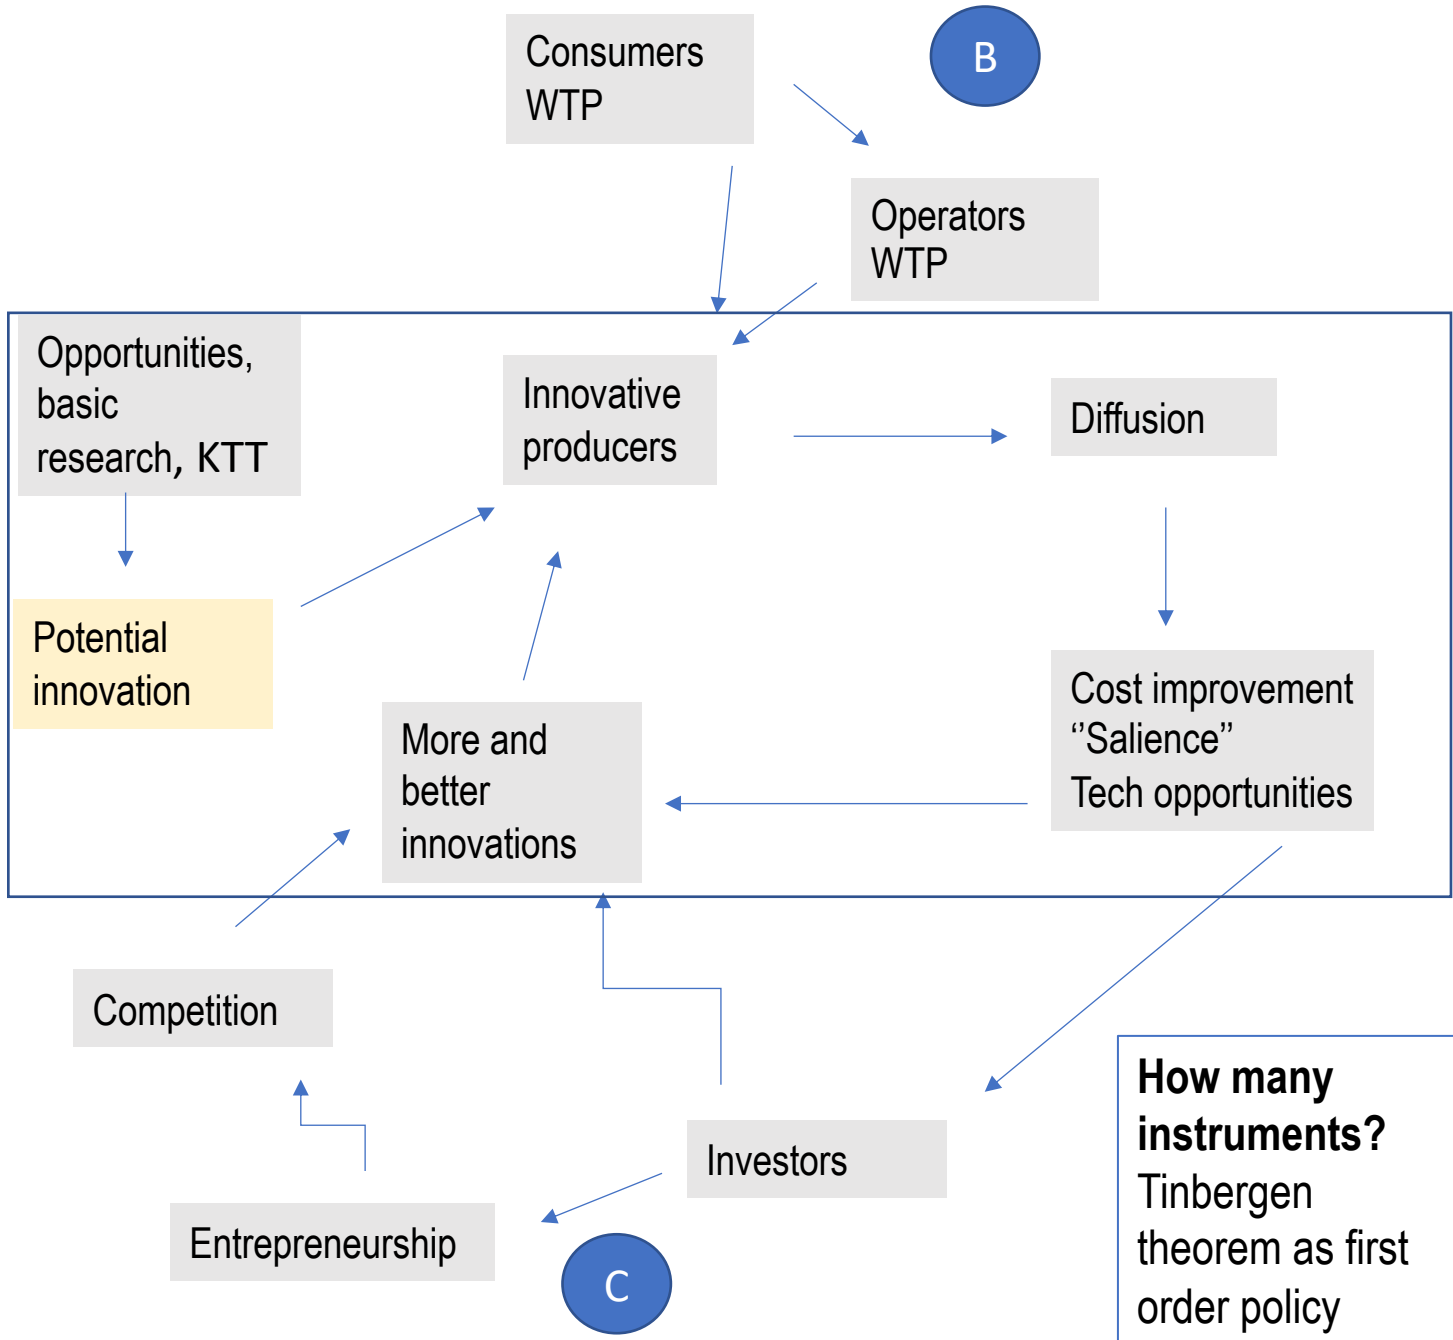 Consumers
WTP
B
Operators
WTP
Opportunities,
basic
research, KTT
Innovative
producers
Diffusion
Potential
innovation
More and
better
innovations
Cost improvement
‘’Salience’’
Tech opportunities
Competition
Investors
Entrepreneurship
C
How many
instruments?
Tinbergen
theorem as first
order policy